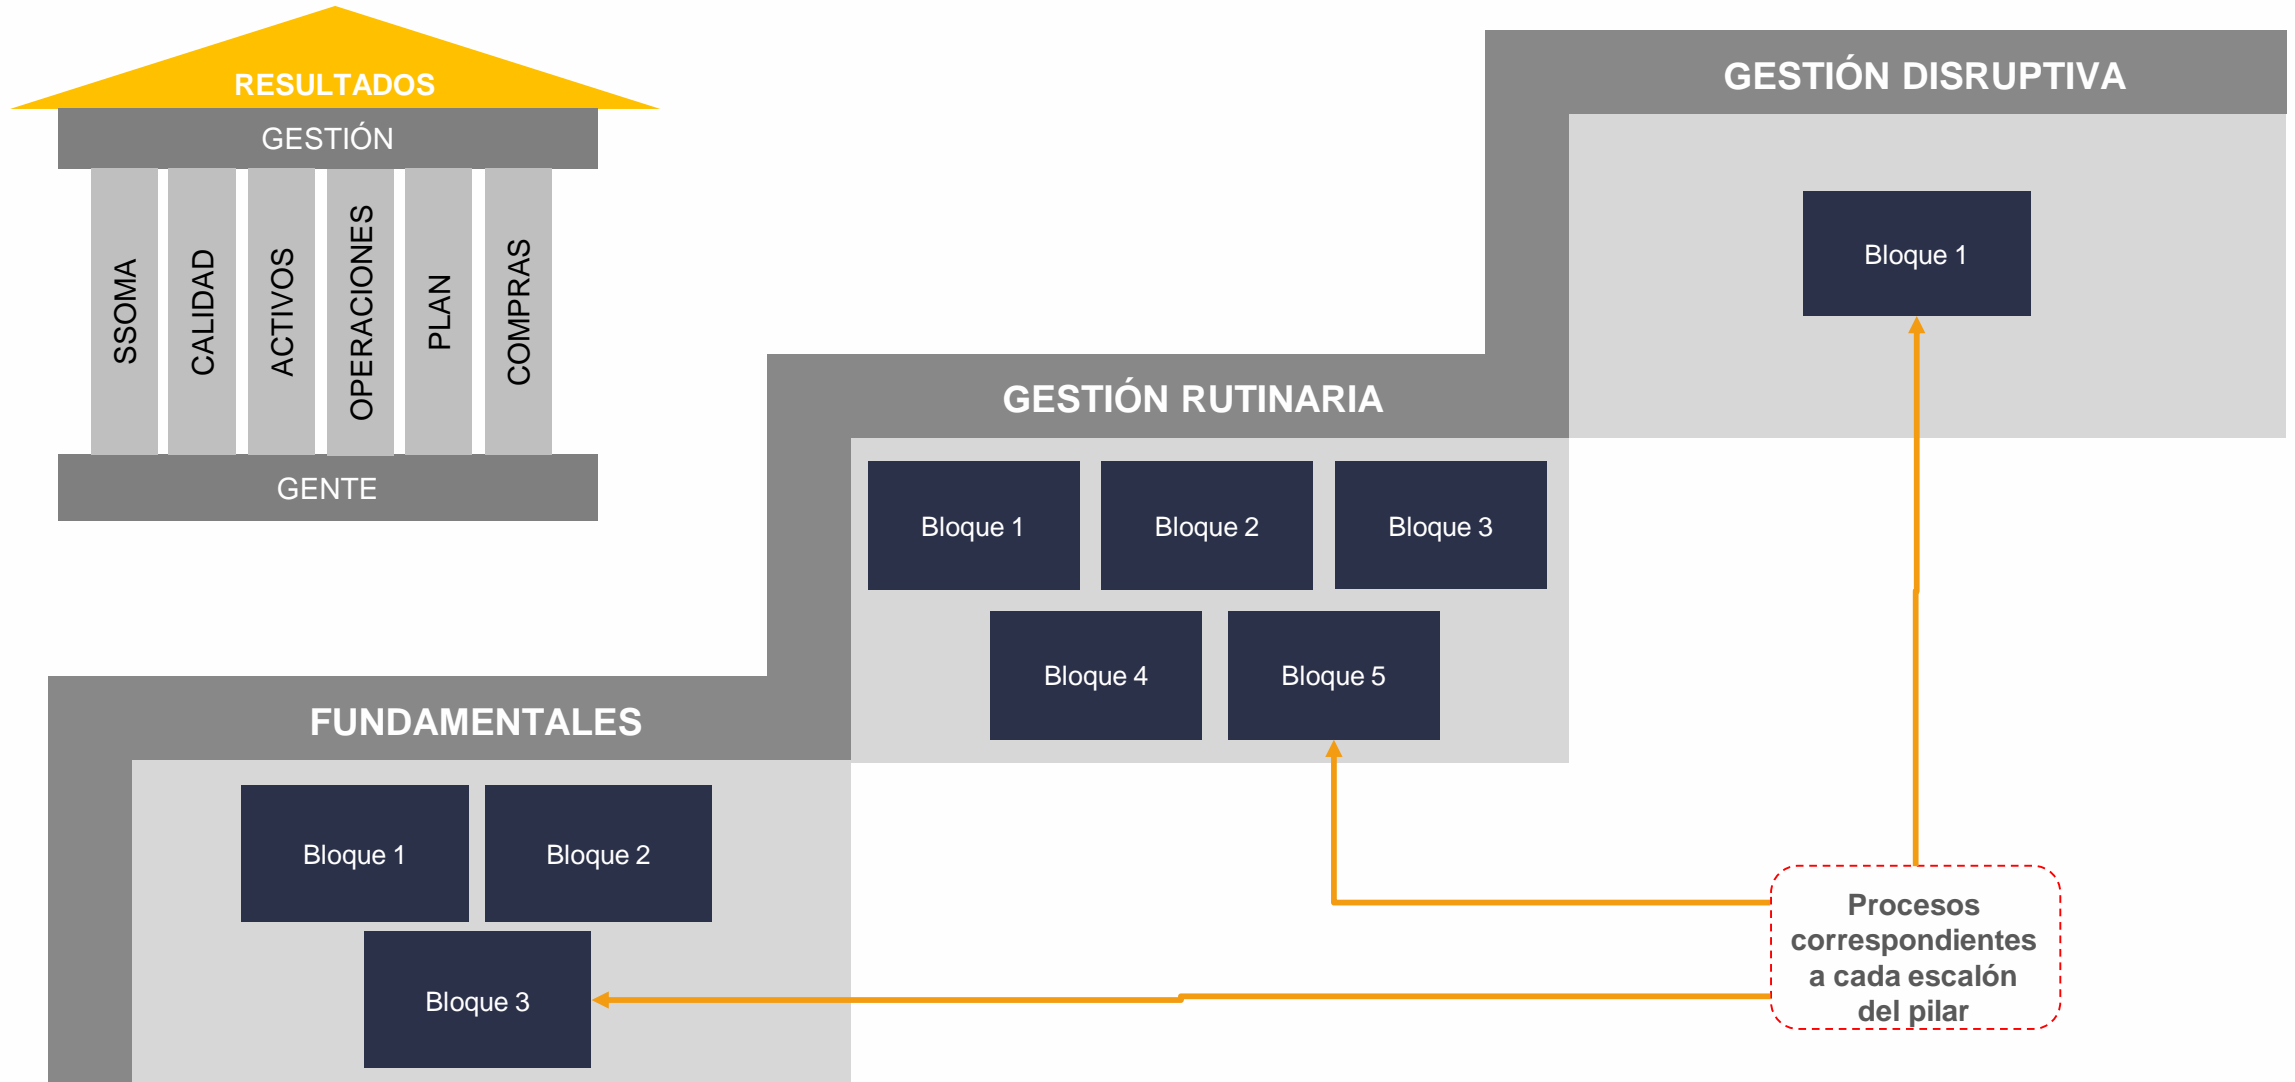 RESULTADOS
GESTIÓN
SSOMA
CALIDAD
ACTIVOS
OPERACIONES
PLAN
COMPRAS
GENTE
GESTIÓN DISRUPTIVA
Bloque 1
GESTIÓN RUTINARIA
Bloque 1
Bloque 2
Bloque 3
Bloque 4
Bloque 5
FUNDAMENTALES
Bloque 1
Bloque 2
Bloque 3
Procesos
correspondientes
a cada escalón
del pilar